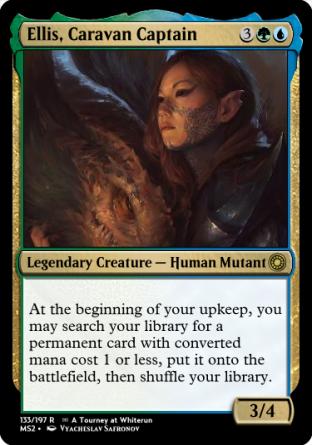 Ellis, Caravan Captain 3
Legendary Creature — Human Mutant
At the beginning of your upkeep, you
may search your library for a
permanent card with converted
mana cost 1 or less, put it onto the
battlefield, then shuffle your library.
3/4
133/197 R A Tourney at Whiterun
MS2 • Vyacheslav Safronov